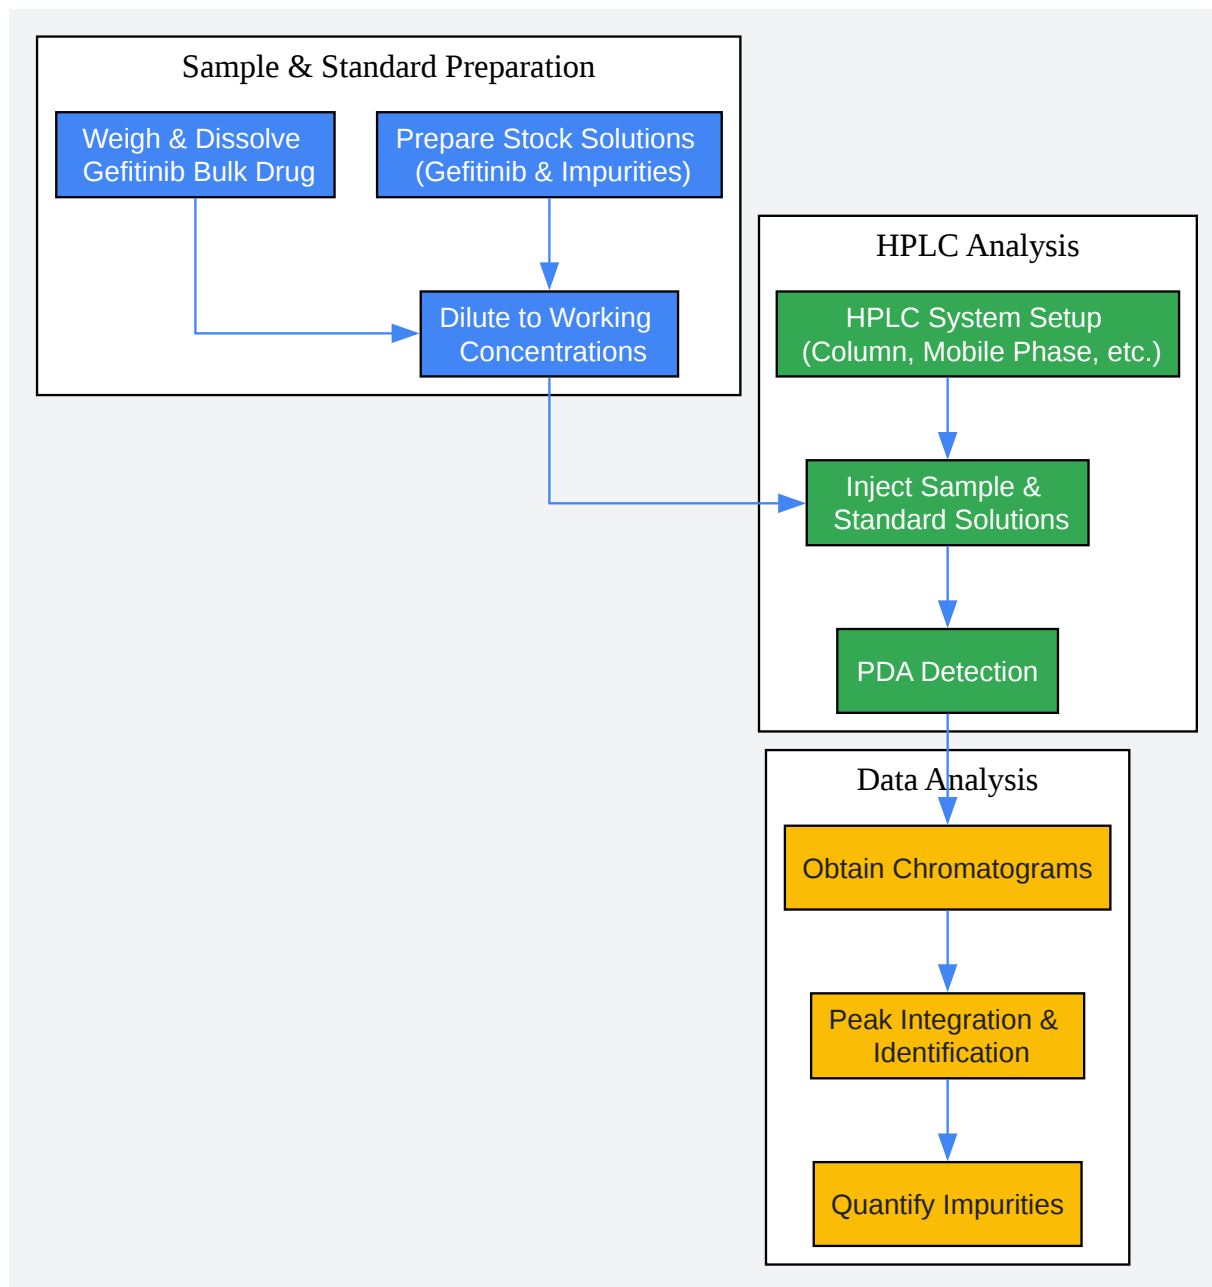 Sample & Standard Preparation
Weigh & Dissolve
Gefitinib Bulk Drug
Prepare Stock Solutions
(Gefitinib & Impurities)
Dilute to Working
Concentrations
HPLC Analysis
HPLC System Setup
(Column, Mobile Phase, etc.)
Inject Sample &
Standard Solutions
PDA Detection
Data Analysis
Obtain Chromatograms
Peak Integration &
Identification
Quantify Impurities